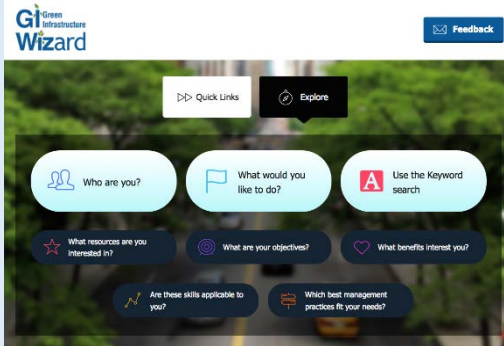 Gi Green
Infrastructure
Wizard
Feedback
Quick Links
Explore
Who are you?
What would you
like to do?
A
Use the Keyword
search
What resources are you
interested in?
What are your objectives?
What benefits interest you?
Are these skills applicable to
you?
Which best management
practices fit your needs?